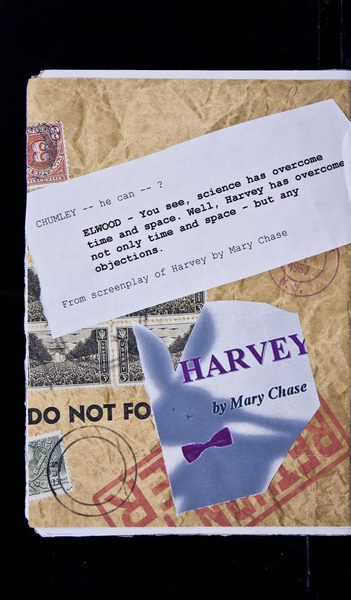 CHUMLEY -- he can -- ?
ELWOOD - You see, science has overcome
time and space. Well, Harvey has overcome
not only time and space - but any
objections.
From screenplay of Harvey by Mary Chase
1967
N. Y.
HARVEY
by Mary Chase
DO NOT FO
RETURN